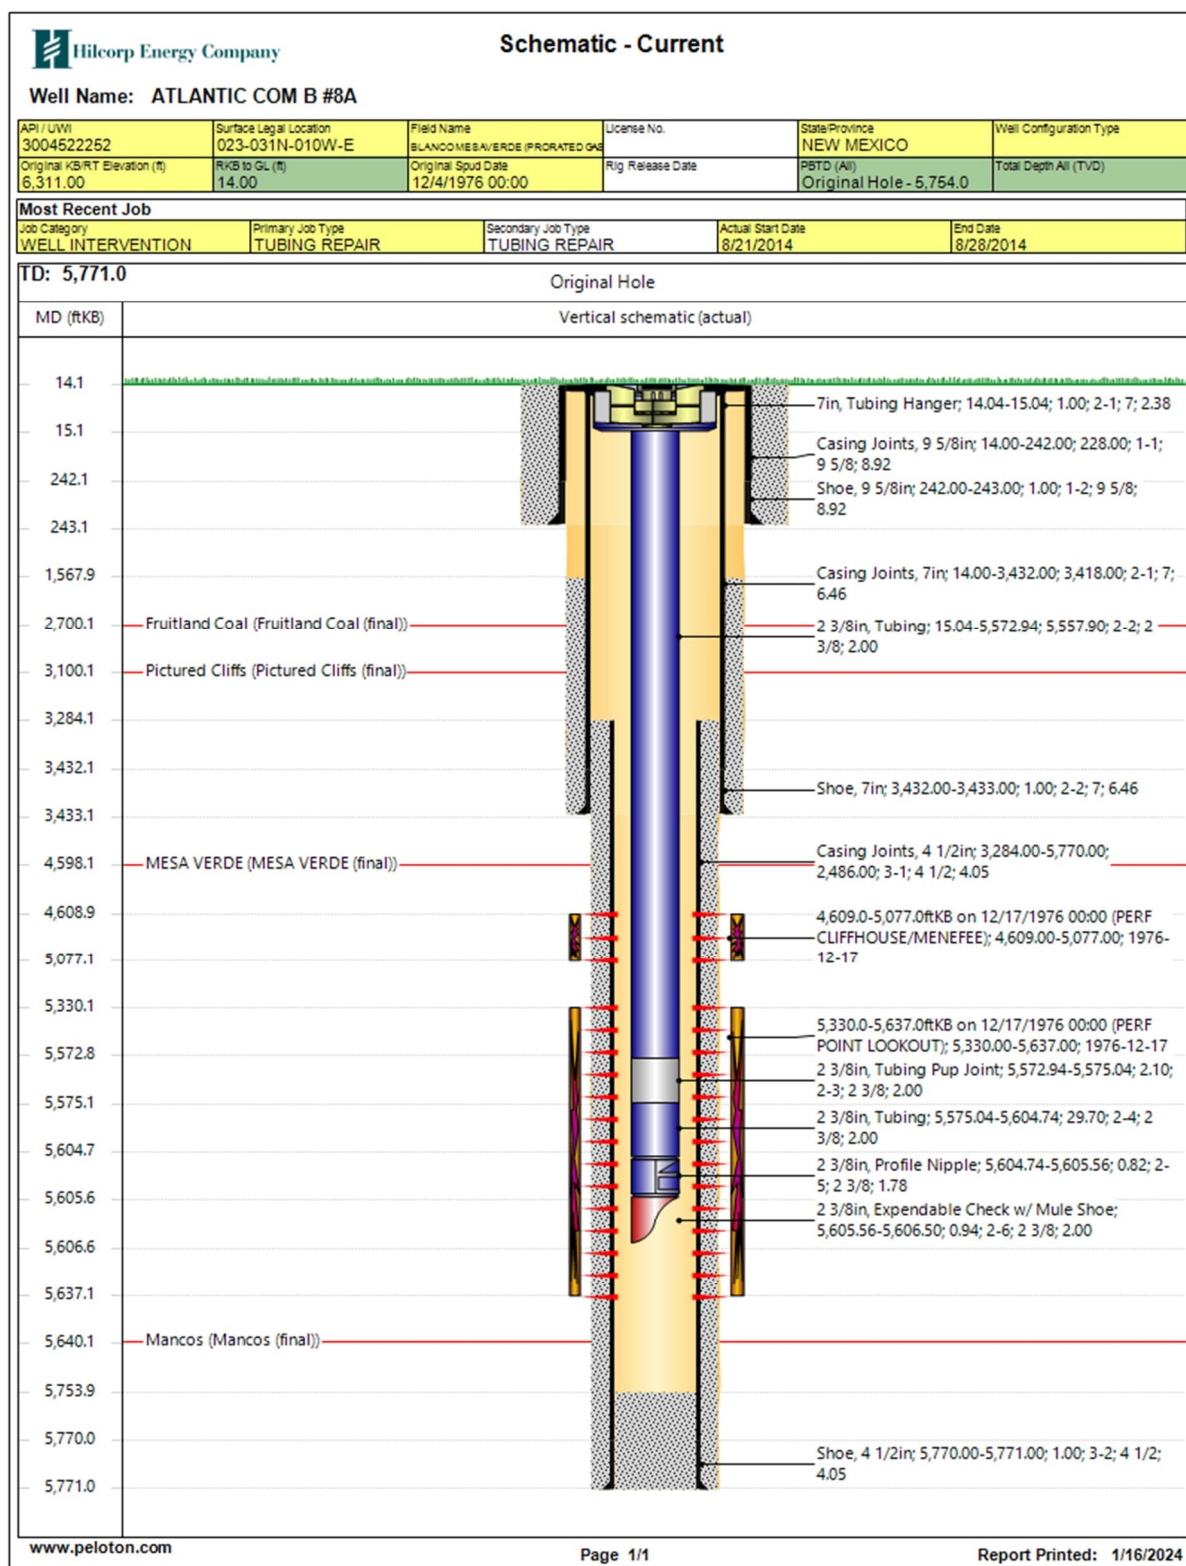 Hilcorp Energy Company
Schematic - Current
Well Name: ATLANTIC COM B #8A
API / UWI
3004522252
Surface Legal Location
023-031N-010W-E
Field Name
BLANCO MESAVERDE (PRORATED GAS
License No.
State/Province
NEW MEXICO
Well Configuration Type
Original KB/RT Elevation (ft)
6,311.00
RKB to GL (ft)
14.00
Original Spud Date
12/4/1976 00:00
Rig Release Date
PBTD (All)
Original Hole - 5,754.0
Total Depth All (TVD)
Most Recent Job
Job Category
WELL INTERVENTION
Primary Job Type
TUBING REPAIR
Secondary Job Type
TUBING REPAIR
Actual Start Date
8/21/2014
End Date
8/28/2014
TD: 5,771.0
Original Hole
MD (ftKB)
Vertical schematic (actual)
14.1
15.1
242.1
243.1
1,567.9
2,700.1
3,100.1
3,284.1
3,432.1
3,433.1
4,598.1
4,608.9
5,077.1
5,330.1
5,572.8
5,575.1
5,604.7
5,605.6
5,606.6
5,637.1
5,640.1
5,753.9
5,770.0
5,771.0
Fruitland Coal (Fruitland Coal (final))
Pictured Cliffs (Pictured Cliffs (final))
MESA VERDE (MESA VERDE (final))
Mancos (Mancos (final))
7in, Tubing Hanger; 14.04-15.04; 1.00; 2-1; 7; 2.38
Casing Joints, 9 5/8in; 14.00-242.00; 228.00; 1-1;
9 5/8; 8.92
Shoe, 9 5/8in; 242.00-243.00; 1.00; 1-2; 9 5/8;
8.92
Casing Joints, 7in; 14.00-3,432.00; 3,418.00; 2-1; 7;
6.46
2 3/8in, Tubing; 15.04-5,572.94; 5,557.90; 2-2; 2
3/8; 2.00
Shoe, 7in; 3,432.00-3,433.00; 1.00; 2-2; 7; 6.46
Casing Joints, 4 1/2in; 3,284.00-5,770.00;
2,486.00; 3-1; 4 1/2; 4.05
4,609.0-5,077.0ftKB on 12/17/1976 00:00 (PERF
CLIFFHOUSE/MENEFEE); 4,609.00-5,077.00; 1976-
12-17
5,330.0-5,637.0ftKB on 12/17/1976 00:00 (PERF
POINT LOOKOUT); 5,330.00-5,637.00; 1976-12-17
2 3/8in, Tubing Pup Joint; 5,572.94-5,575.04; 2.10;
2-3; 2 3/8; 2.00
2 3/8in, Tubing; 5,575.04-5,604.74; 29.70; 2-4; 2
3/8; 2.00
2 3/8in, Profile Nipple; 5,604.74-5,605.56; 0.82; 2-
5; 2 3/8; 1.78
2 3/8in, Expendable Check w/ Mule Shoe;
5,605.56-5,606.50; 0.94; 2-6; 2 3/8; 2.00
Shoe, 4 1/2in; 5,770.00-5,771.00; 1.00; 3-2; 4 1/2;
4.05
www.peloton.com
Page 1/1
Report Printed: 1/16/2024